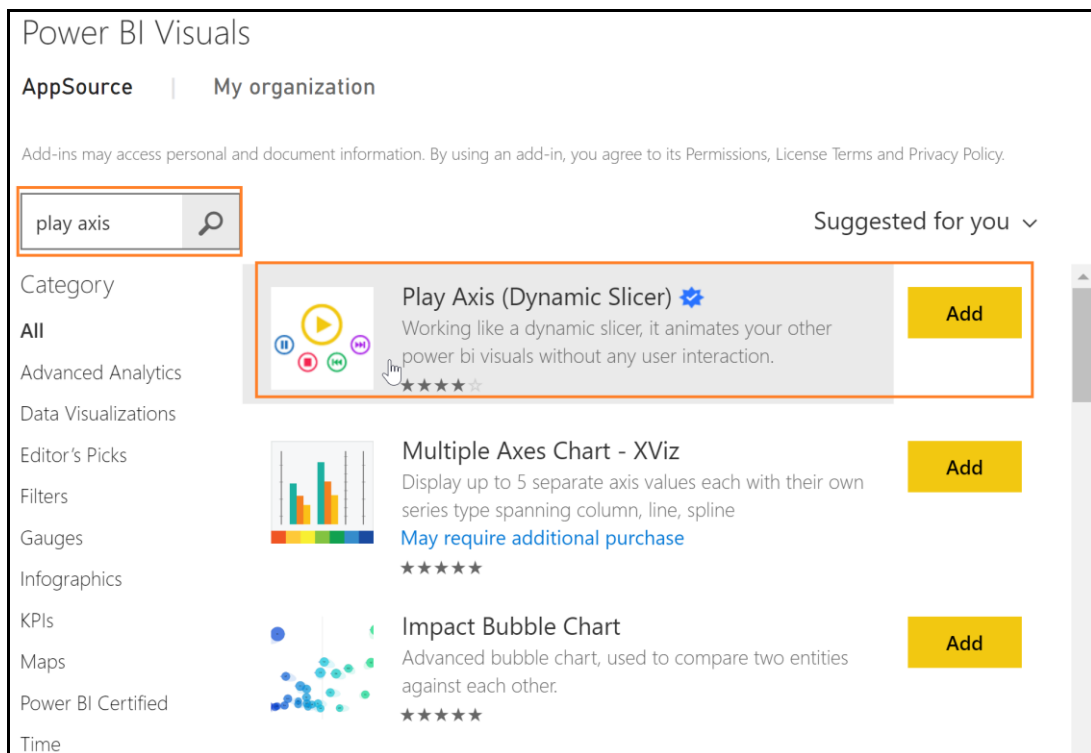 Power BI Visuals
AppSource | My organization
Add-ins may access personal and document information. By using an add-in, you agree to its Permissions, License Terms and Privacy Policy.
play axis
Suggested for you
Category
All
Advanced Analytics
Data Visualizations
Editor's Picks
Filters
Gauges
Infographics
KPIs
Maps
Power BI Certified
Time
Play Axis (Dynamic Slicer)
Working like a dynamic slicer, it animates your other
power bi visuals without any user interaction.
Add
Multiple Axes Chart - XViz
Display up to 5 separate axis values each with their own
series type spanning column, line, spline
May require additional purchase
Add
Impact Bubble Chart
Advanced bubble chart, used to compare two entities
against each other.
Add